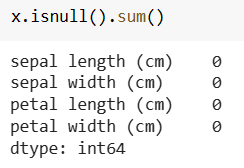 x.isnull().sum()
sepal length (cm)    0
sepal width (cm)     0
petal length (cm)    0
petal width (cm)     0
dtype: int64